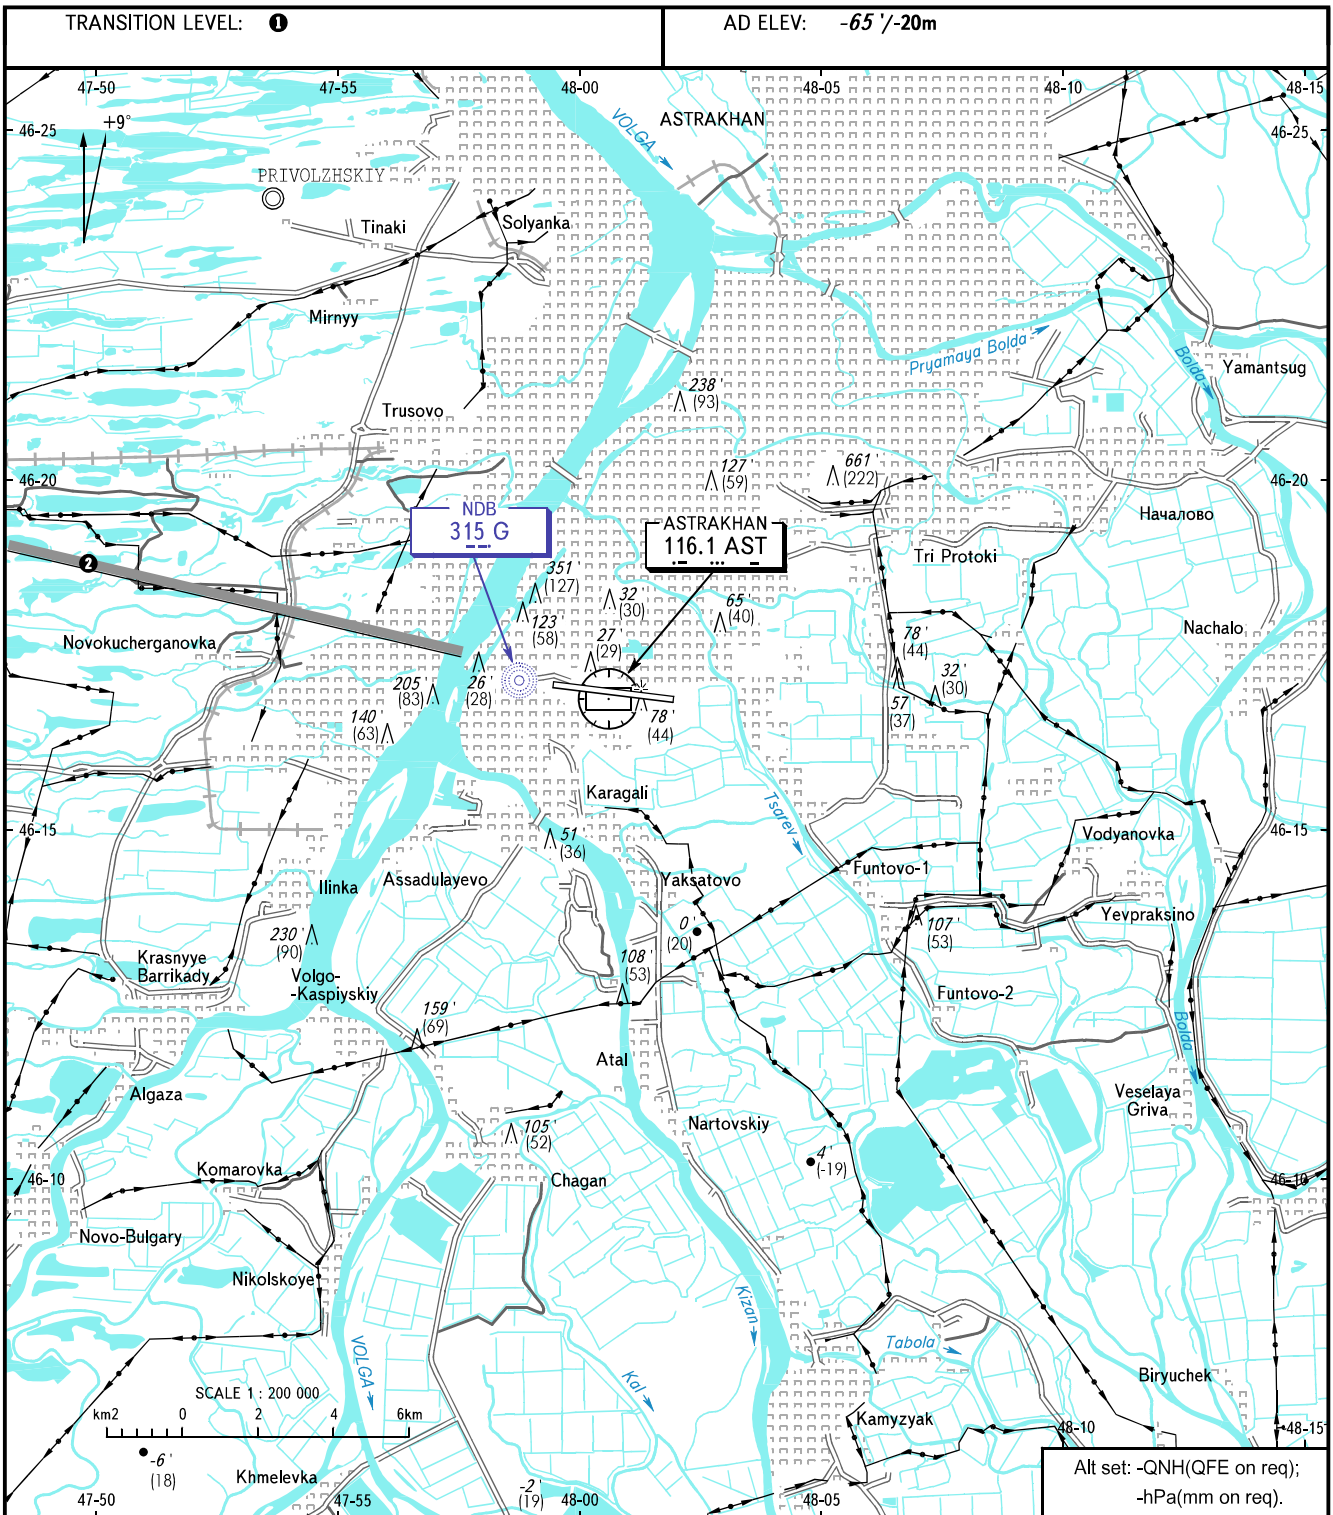 TRANSITION LEVEL: ❶
AD ELEV: -65 '/-20m
47-50
47-55
48-00
48-05
48-10
48-15
46-25
+9°
VOLGA
ASTRAKHAN
46-25
PRIVOLZHSKIY
Tinaki
Solyanka
Mirnyy
Pryamaya Bolda
Bolda
Yamantsug
238 '
(93)
Trusovo
127 '
(59)
661 '
(222)
46-20
46-20
NDB
315 G
ASTRAKHAN
116.1 AST
Началово
Tri Protoki
❷
351 '
(127)
32 '
(30)
65 '
(40)
123 '
(58)
27 '
(29)
78 '
(44)
Nachalo
Novokucherganovka
205 '
(83)
26 '
(28)
32 '
(30)
57 '
(37)
140 '
(63)
78 '
(44)
Karagali
Tsarev
46-15
46-15
51 '
(36)
Vodyanovka
Ilinka
Assadulayevo
Yaksatovo
Funtovo-1
Yevpraksino
230 '
(90)
0 '
(20)
107 '
(53)
Krasnyye
Barrikady
Volgo-
-Kaspiyskiy
108 '
(53)
Funtovo-2
159 '
(69)
Bolda
Atal
Algaza
Veselaya
Griva
105 '
(52)
Nartovskiy
4 '
(-19)
46-10
Komarovka
Chagan
46-10
Novo-Bulgary
Nikolskoye
Kizan
VOLGA
Tabola
Kal
Biryuchek
SCALE 1 : 200 000
km2 0 2 4 6km
Kamyzyak
48-10
48-15
-6 '
(18)
Khmelevka
-2 '
(19)
47-50
47-55
48-00
48-05
Alt set: -QNH(QFE on req);
-hPa(mm on req).